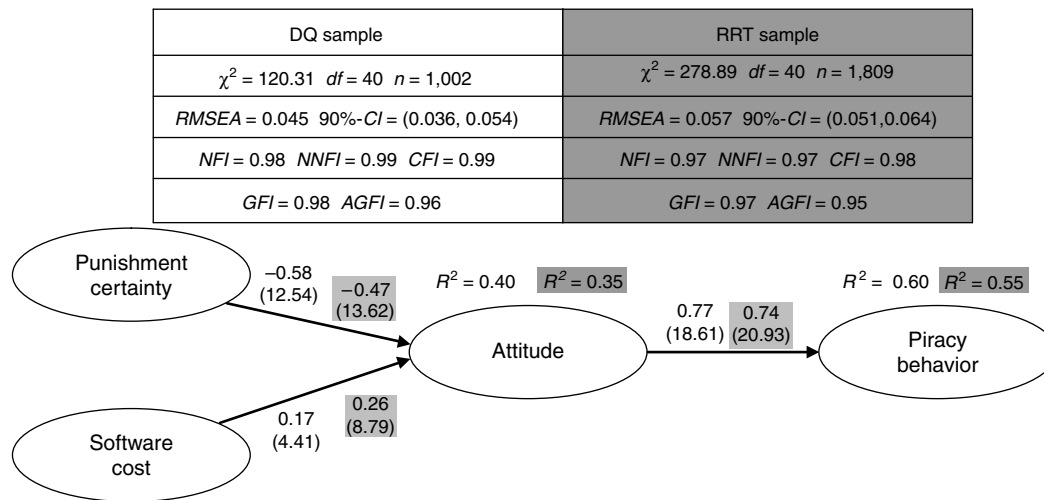 DQ sample
RRT sample
χ² = 120.31 df = 40 n = 1,002
χ² = 278.89 df = 40 n = 1,809
RMSEA = 0.045 90%-CI = (0.036, 0.054)
RMSEA = 0.057 90%-CI = (0.051,0.064)
NFI = 0.98 NNFI = 0.99 CFI = 0.99
NFI = 0.97 NNFI = 0.97 CFI = 0.98
GFI = 0.98 AGFI = 0.96
GFI = 0.97 AGFI = 0.95
Punishment
certainty
–0.58
(12.54)
–0.47
(13.62)
R² = 0.40
R² = 0.35
R² = 0.60
R² = 0.55
Attitude
0.77
(18.61)
0.74
(20.93)
Piracy
behavior
Software
cost
0.17
(4.41)
0.26
(8.79)